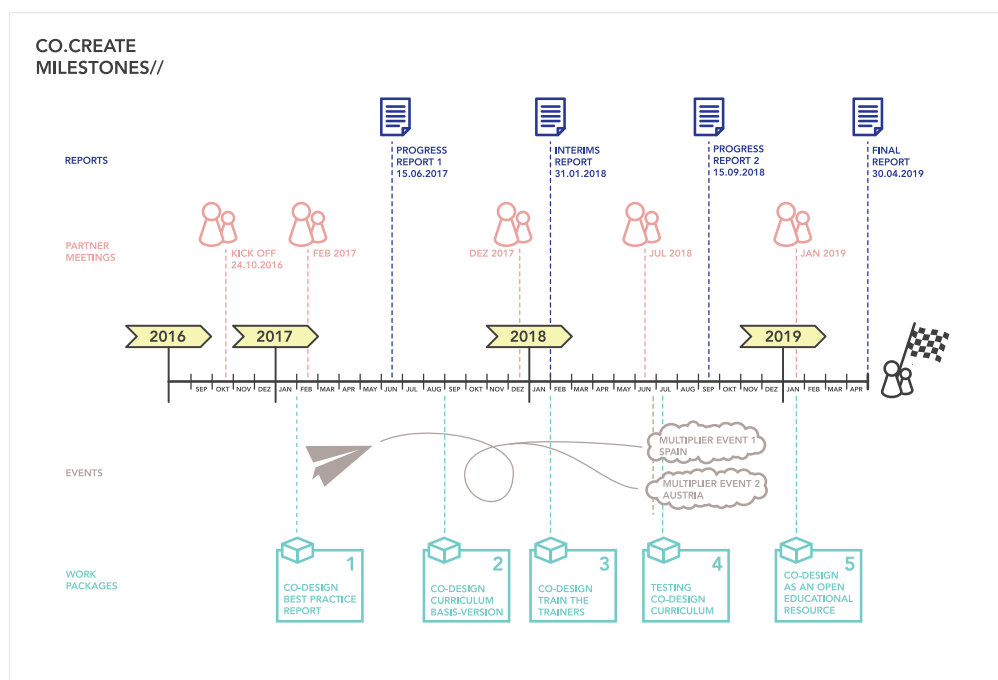 CO.CREATE
MILESTONES//
REPORTS
PROGRESS
REPORT 1
15.06.2017
INTERIMS
REPORT
31.01.2018
PROGRESS
REPORT 2
15.09.2018
FINAL
REPORT
30.04.2019
PARTNER
MEETINGS
KICK OFF
24.10.2016
FEB 2017
DEZ 2017
JUL 2018
JAN 2019
2016
2017
2018
2019
SEP OKT NOV DEZ JAN FEB MAR APR MAY JUN JUL AUG SEP OKT NOV DEZ JAN FEB MAR APR MAY JUN JUL AUG SEP OKT NOV DEZ JAN FEB MAR APR
EVENTS
MULTIPLIER EVENT 1
SPAIN
MULTIPLIER EVENT 2
AUSTRIA
WORK
PACKAGES
1
CO-DESIGN
BEST PRACTICE
REPORT
2
CO-DESIGN
CURRICULUM
BASIS-VERSION
3
CO-DESIGN
TRAIN THE
TRAINERS
4
TESTING
CO-DESIGN
CURRICULUM
5
CO-DESIGN
AS AN OPEN
EDUCATIONAL
RESOURCE